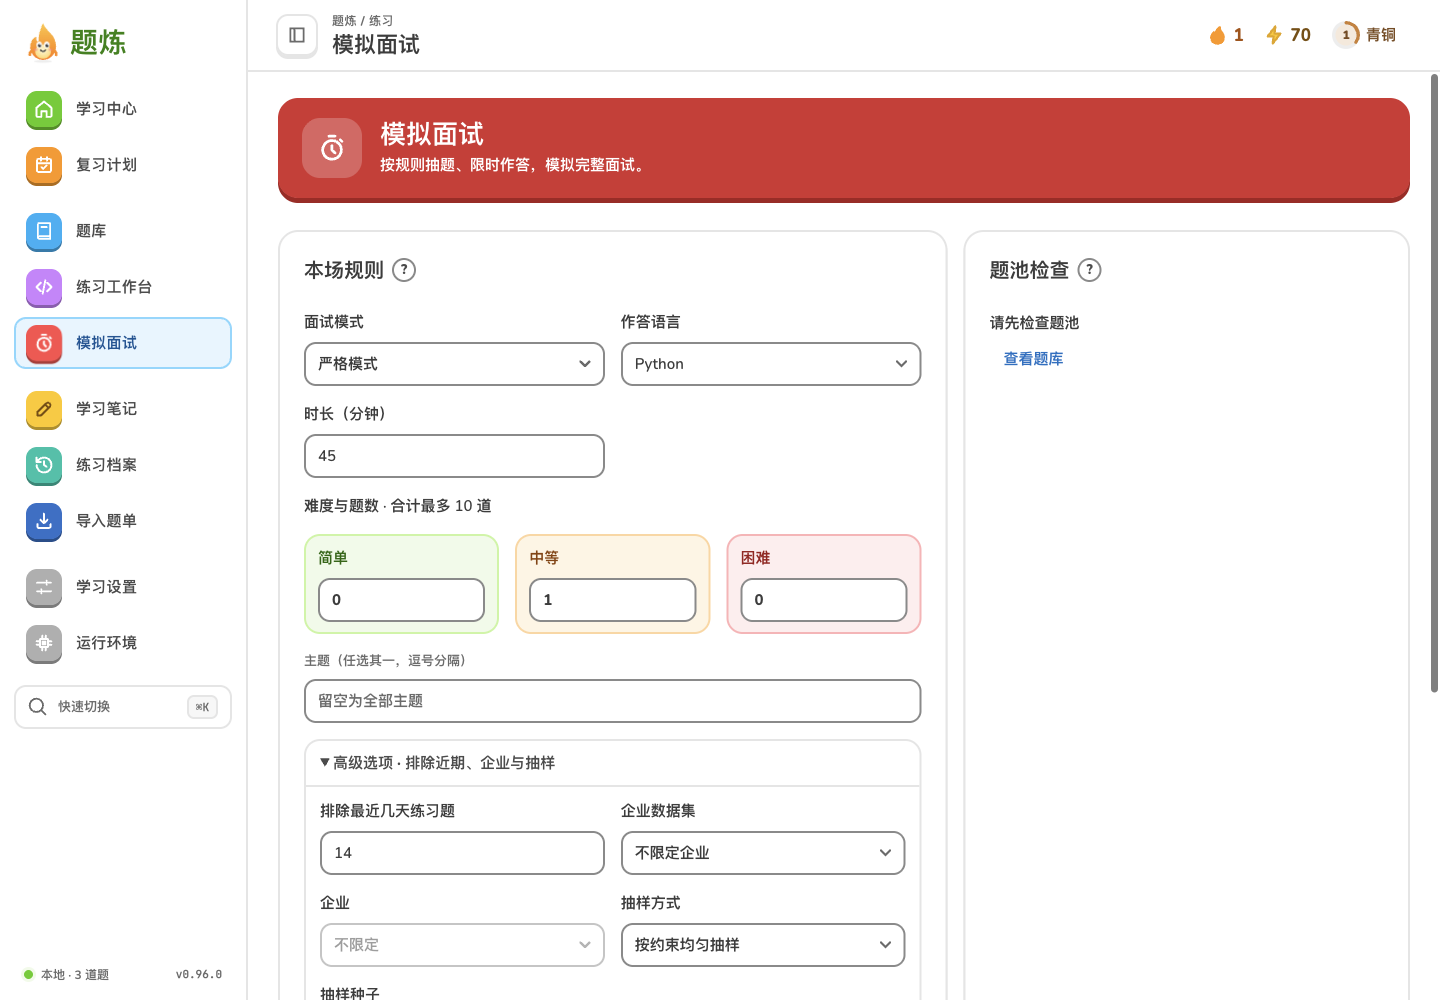 题炼
学习中心
复习计划
题库
练习工作台
模拟面试
学习笔记
练习档案
导入题单
学习设置
运行环境
快速切换 ⌘K
本地 · 3 道题 v0.96.0
题炼 / 练习
模拟面试
1 70 1 青铜
模拟面试
按规则抽题、限时作答，模拟完整面试。
本场规则 ?
面试模式 作答语言
严格模式 Python
时长（分钟）
45
难度与题数 · 合计最多 10 道
简单 中等 困难
0 1 0
主题（任选其一，逗号分隔）
留空为全部主题
▼高级选项 · 排除近期、企业与抽样
排除最近几天练习题 企业数据集
14 不限定企业
企业 抽样方式
不限定 按约束均匀抽样
抽样种子
题池检查 ?
请先检查题池
查看题库